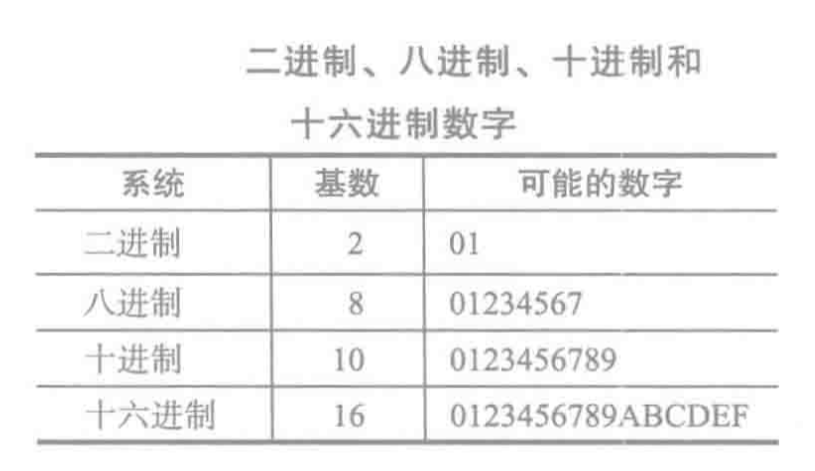 二进制、八进制、十进制和
十六进制数字
系统 基数 可能的数字
二进制 2 01
八进制 8 01234567
十进制 10 0123456789
十六进制 16 0123456789ABCDEF